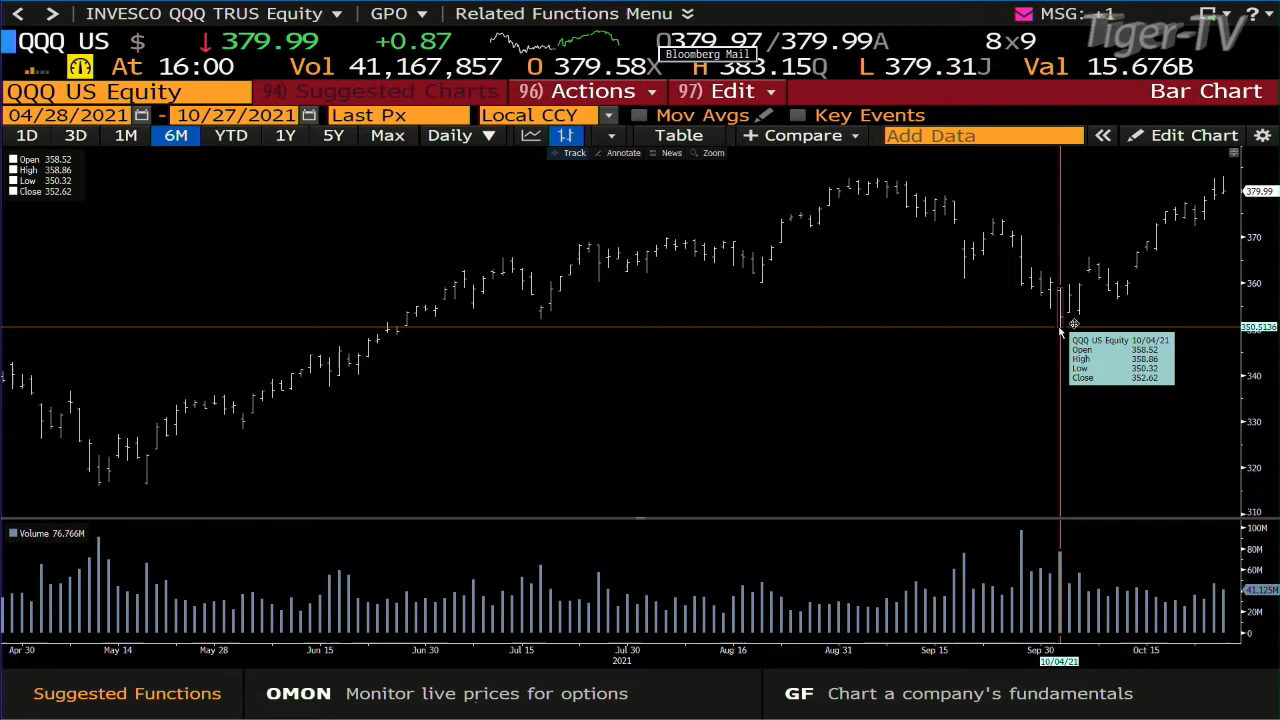 INVESCO QQQ TRUS Equity GPO Related Functions Menu MSG: +1 ?
Tiger-TV
QQQ US $ 379.99 +0.87 379.97/379.99A 8x9
Bloomberg Mail
At 16:00 Vol 41,167,857 O 379.58X H 383.15Q L 379.31J Val 15.676B
QQQ US Equity 94) Suggested Charts 96) Actions 97) Edit Bar Chart
04/28/2021 - 10/27/2021 Last Px Local CCY Mov Avgs Key Events
1D 3D 1M 6M YTD 1Y 5Y Max Daily Table + Compare Add Data Edit Chart
Track Annotate News Zoom
Open 358.52
High 358.86
Low 350.32
Close 352.62
379.99
370
360
350.5136
340
330
320
310
QQQ US Equity 10/04/21
Open 358.52
High 358.86
Low 350.32
Close 352.62
Volume 76.766M
100M
80M
60M
41.125M
20M
0
Apr 30 May 14 May 28 Jun 15 Jun 30 Jul 15 Jul 30 Aug 16 Aug 31 Sep 15 Sep 30 Oct 15
2021
10/04/21
Suggested Functions OMON Monitor live prices for options GF Chart a company's fundamentals